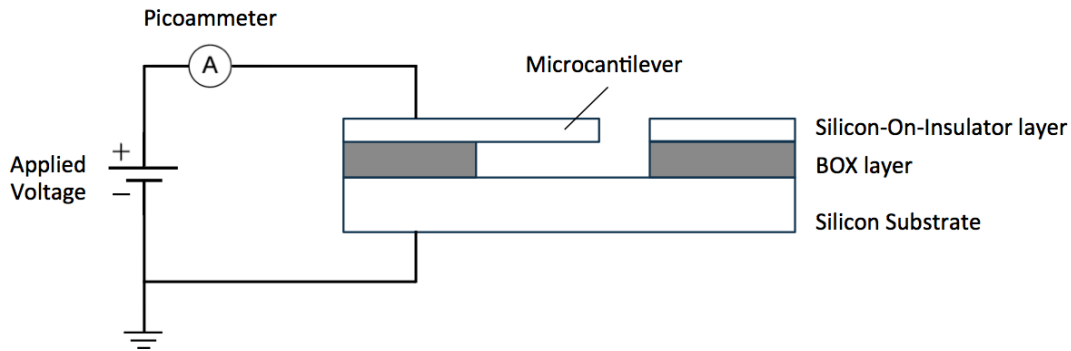 Picoammeter
A
Microcantilever
Silicon-On-Insulator layer
+
Applied
BOX layer
Voltage
−
Silicon Substrate